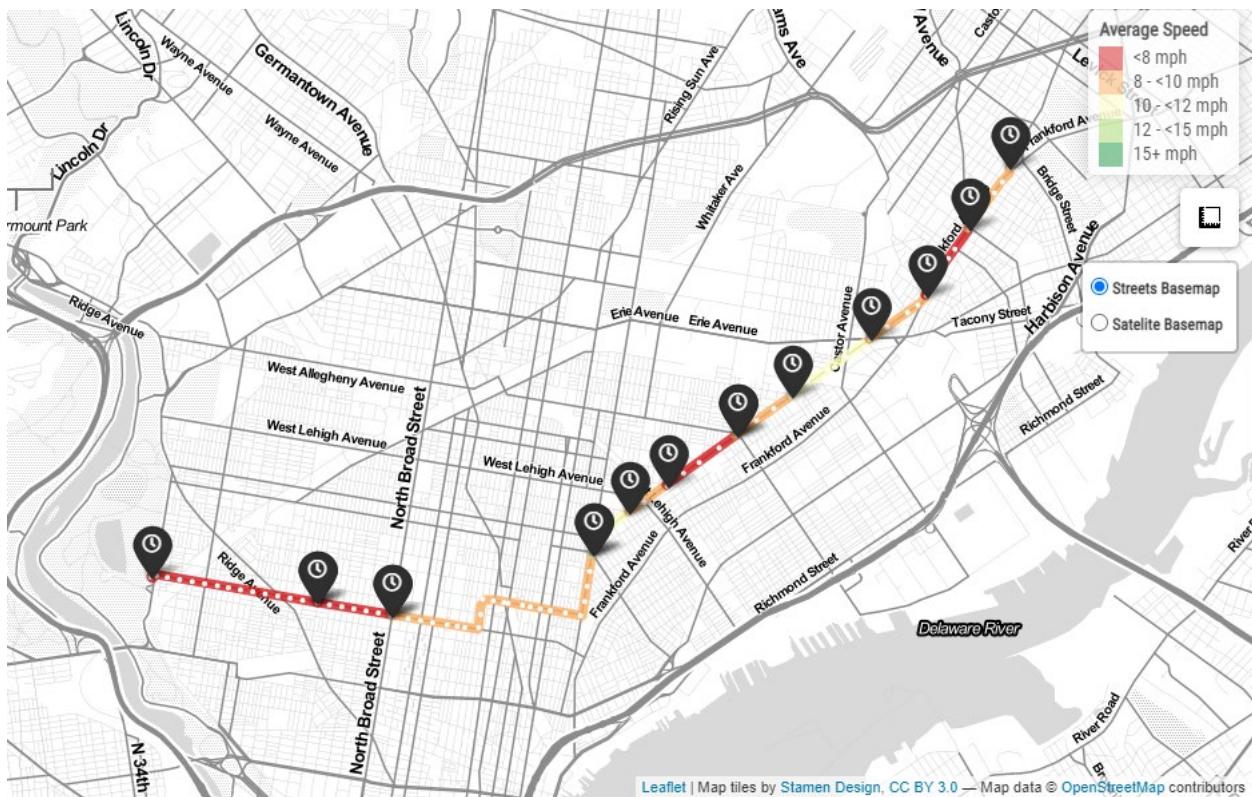 Lincoln Dr
Wayne Avenue
Germantown Avenue
Wayne Avenue
Lincoln Dr
Rising Sun Ave
ams Ave
Avenue
Castor
Average Speed
<8 mph
8 - <10 mph
10 - <12 mph
12 - <15 mph
15+ mph
Frankford Avenue
Bridge Street
Whitaker Ave
rmount Park
Harbison Avenue
kford
Streets Basemap
Satelite Basemap
Ridge Avenue
Erie Avenue
Erie Avenue
Castor Avenue
Tacony Street
West Allegheny Avenue
North Broad Street
Richmond Street
West Lehigh Avenue
West Lehigh Avenue
Frankford Avenue
Lehigh Avenue
Ridge Avenue
Frankford Avenue
Richmond Street
Delaware River
North Broad Street
N 34th
River Road
Leaflet | Map tiles by Stamen Design, CC BY 3.0 — Map data © OpenStreetMap contributors